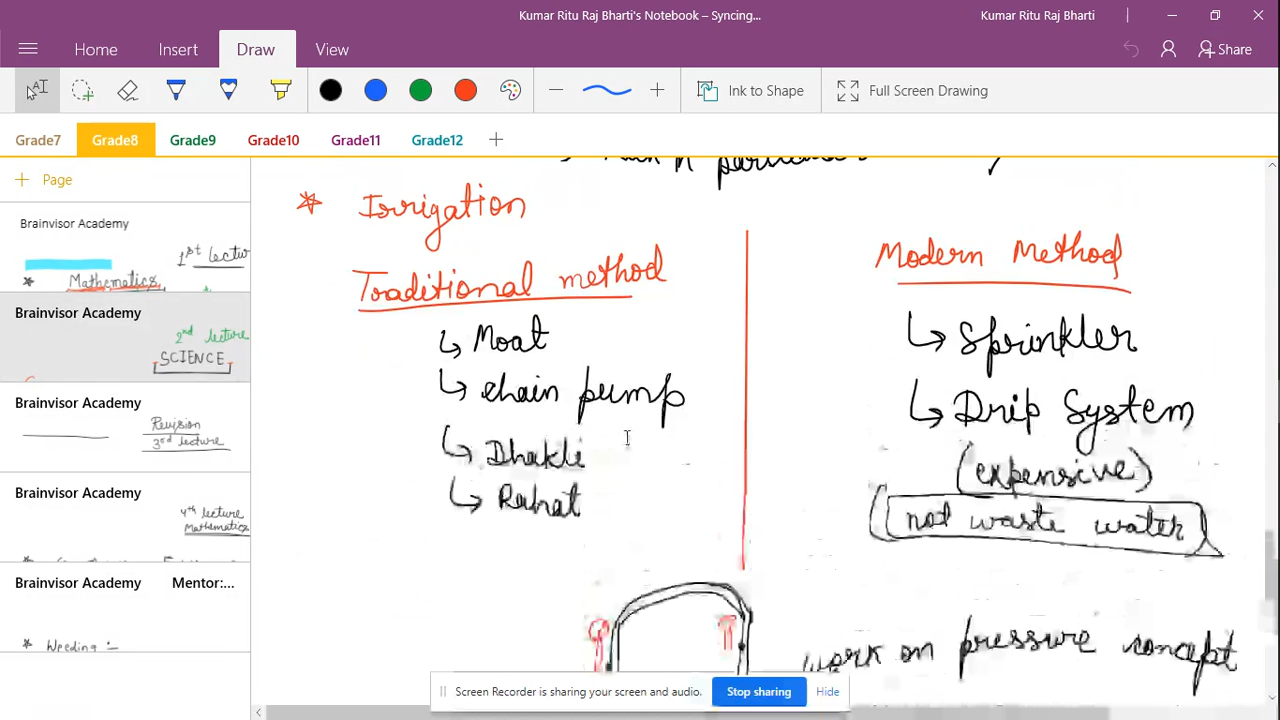 Kumar Ritu Raj Bharti's Notebook – Syncing...
Kumar Ritu Raj Bharti
Home
Insert
Draw
View
Share
Ink to Shape
Full Screen Drawing
Grade7
Grade8
Grade9
Grade10
Grade11
Grade12
Page
Brainvisor Academy
1st lectu
* Mathematics
Brainvisor Academy
2nd lecture
SCIENCE
Brainvisor Academy
Revision
3rd lecture
Brainvisor Academy
4th lecture
Mathematics
Brainvisor Academy Mentor:...
* Weeding :-
* Irrigation
Traditional method
↳ Moat
↳ chain pump
↳ Dhakli
↳ Rahat
Modern Method
↳ Sprinkler
↳ Drip System
(expensive)
(not waste water
work on pressure concept
Screen Recorder is sharing your screen and audio.
Stop sharing
Hide